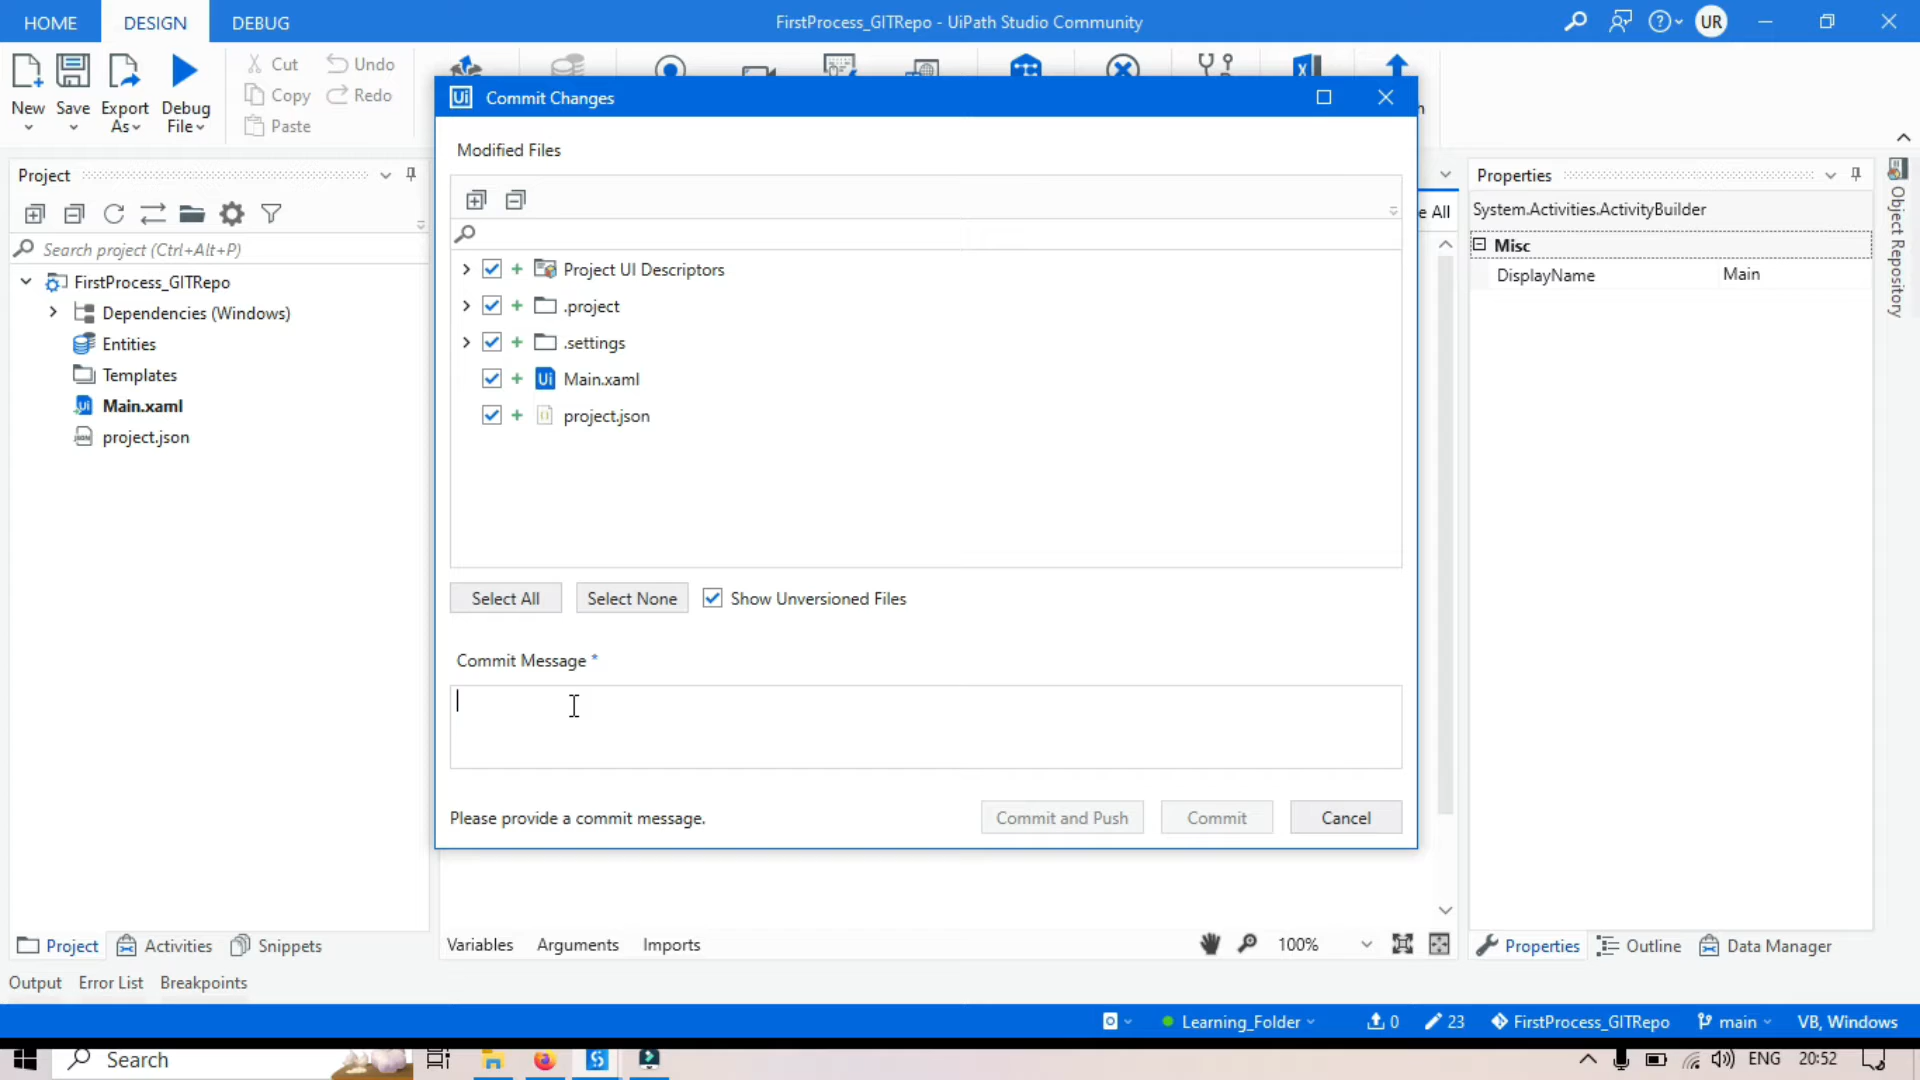 HOME DESIGN DEBUG FirstProcess_GITRepo - UiPath Studio Community UR
New Save Export As Debug File
Cut Undo
Copy Redo
Paste
Ui Commit Changes
Modified Files
Project UI Descriptors
.project
.settings
Ui Main.xaml
project.json
Select All Select None Show Unversioned Files
Commit Message *
Please provide a commit message. Commit and Push Commit Cancel
Project
Search project (Ctrl+Alt+P)
FirstProcess_GITRepo
Dependencies (Windows)
Entities
Templates
Main.xaml
project.json
e All
Properties
System.Activities.ActivityBuilder
Misc
DisplayName Main
Object Repository
Project Activities Snippets
Variables Arguments Imports 100%
Properties Outline Data Manager
Output Error List Breakpoints
Learning_Folder 0 23 FirstProcess_GITRepo main VB, Windows
Search ENG 20:52